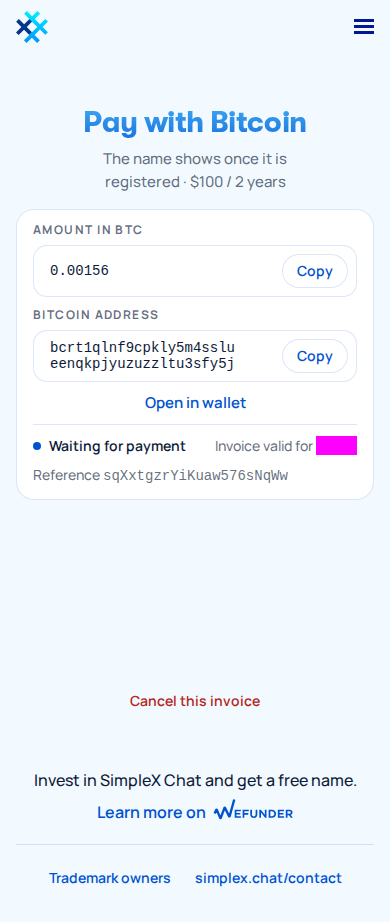 Pay with Bitcoin
The name shows once it is
registered · $100 / 2 years
AMOUNT IN BTC
0.00156
Copy
BITCOIN ADDRESS
bcrt1qlnf9cpkly5m4sslu
eenqkpjyuzuzzltu3sfy5j
Copy
Open in wallet
Waiting for payment
Invoice valid for
Reference sqXxtgzrYiKuaw576sNqWw
Cancel this invoice
Invest in SimpleX Chat and get a free name.
Learn more on WEFUNDER
Trademark owners
simplex.chat/contact